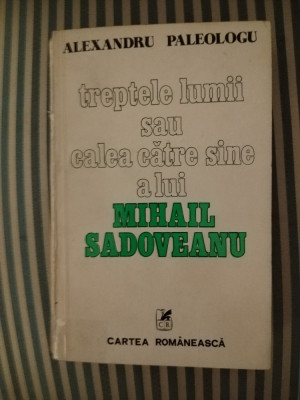 ALEXANDRU PALEOLOGU
treptele lumii
sau
calea către sine
a lui
MIHAIL
SADOVEANU
CR
CARTEA ROMÂNEASCĂ